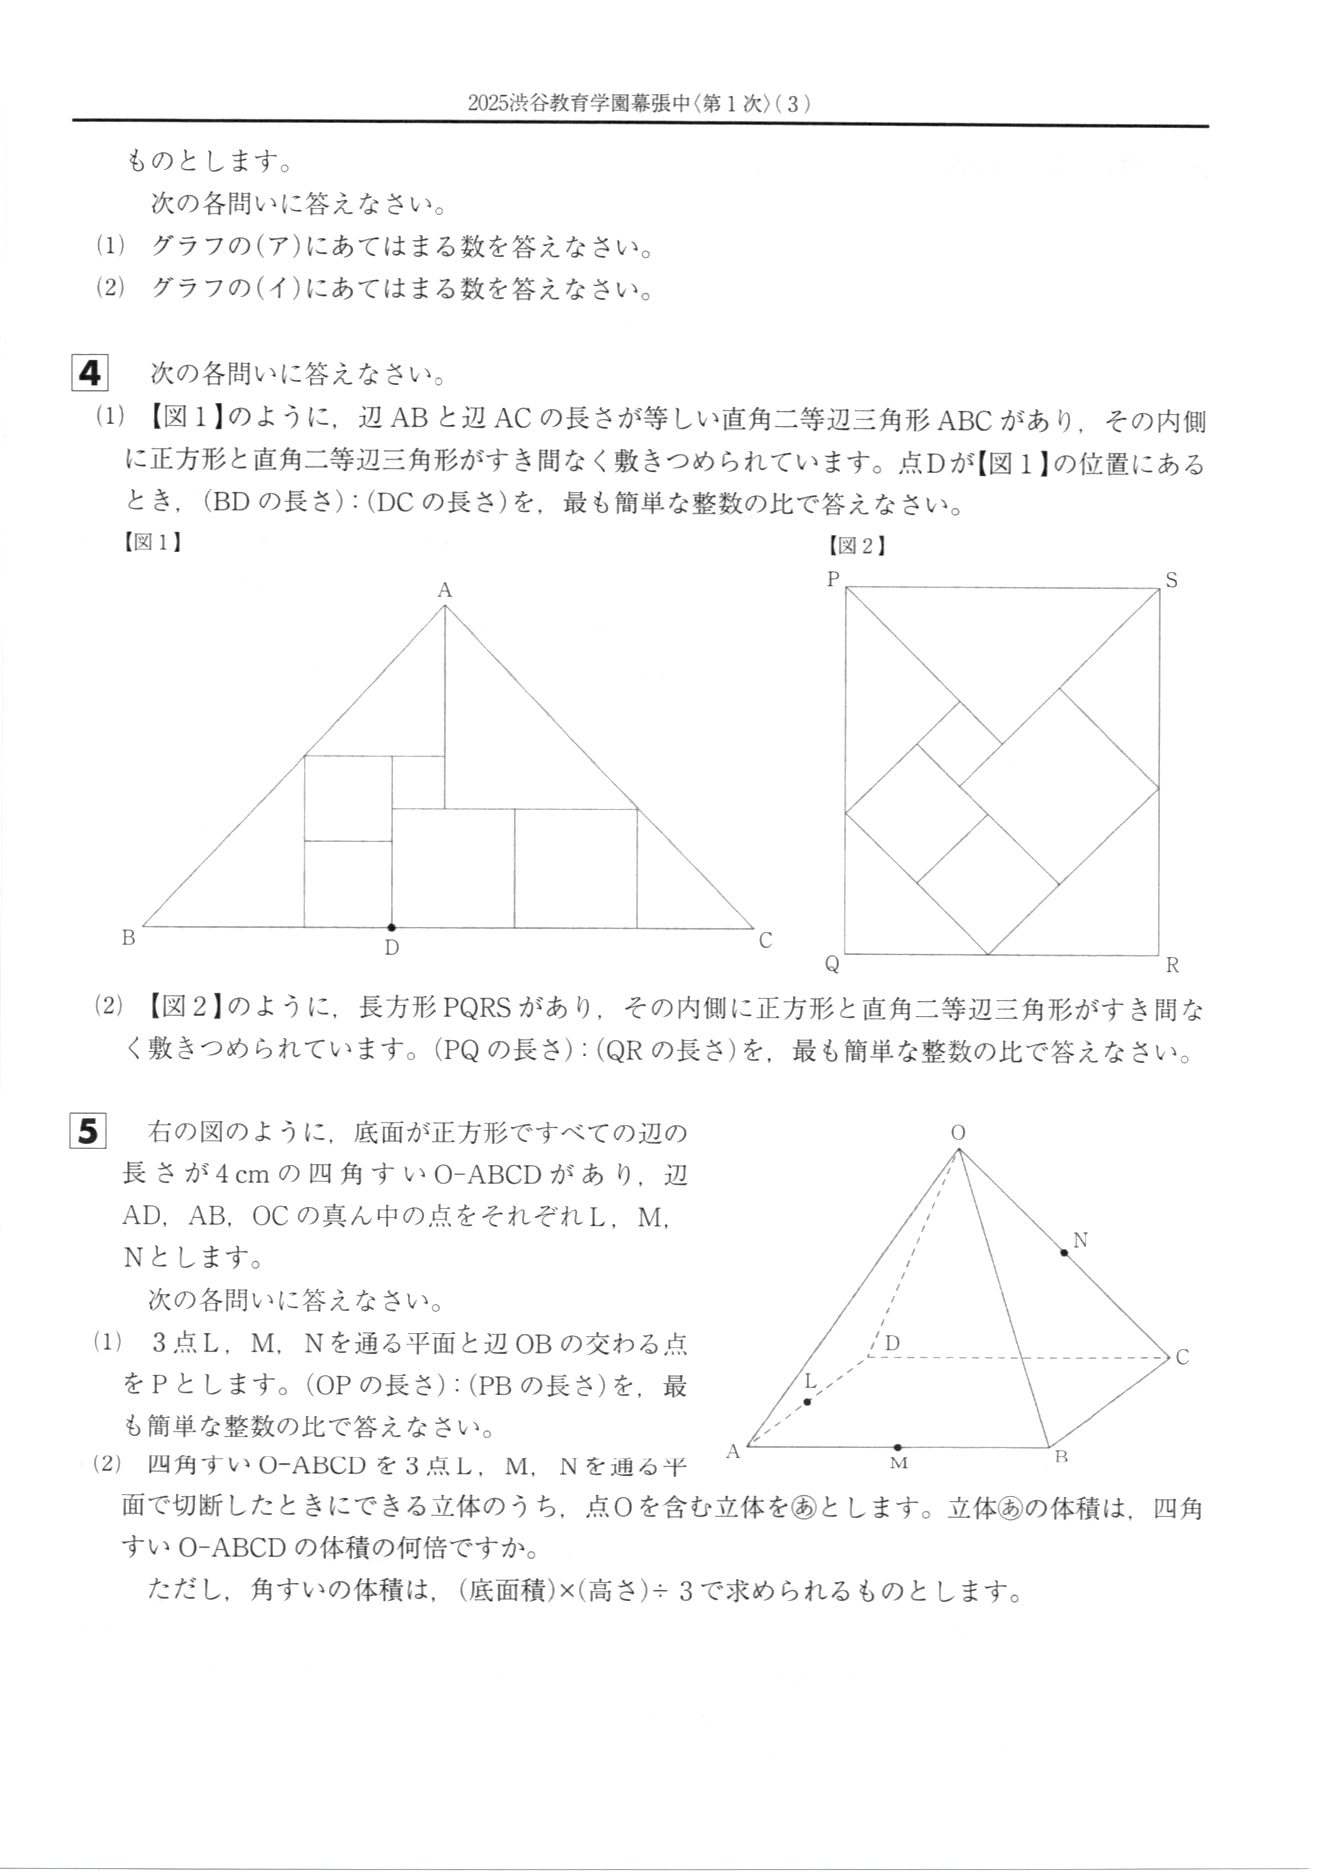 2025渋谷教育学園幕張中〈第1次〉(3)
ものとします。
次の各問いに答えなさい。
(1) グラフの(ア)にあてはまる数を答えなさい。
(2) グラフの(イ)にあてはまる数を答えなさい。
4 次の各問いに答えなさい。
(1) 【図1】のように，辺ABと辺ACの長さが等しい直角二等辺三角形ABCがあり，その内側
に正方形と直角二等辺三角形がすき間なく敷きつめられています。点Dが【図1】の位置にある
とき，(BDの長さ)：(DCの長さ)を，最も簡単な整数の比で答えなさい。
【図1】
A
B
D
C
【図2】
P
S
Q
R
(2) 【図2】のように，長方形PQRSがあり，その内側に正方形と直角二等辺三角形がすき間な
く敷きつめられています。(PQの長さ)：(QRの長さ)を，最も簡単な整数の比で答えなさい。
5 右の図のように，底面が正方形ですべての辺の
長さが4cmの四角すいO-ABCDがあり，辺
AD，AB，OCの真ん中の点をそれぞれL，M，
Nとします。
次の各問いに答えなさい。
(1) 3点L，M，Nを通る平面と辺OBの交わる点
をPとします。(OPの長さ)：(PBの長さ)を，最
も簡単な整数の比で答えなさい。
O
N
D
C
L
A
M
B
(2) 四角すいO-ABCDを3点L，M，Nを通る平
面で切断したときにできる立体のうち，点Oを含む立体をあとします。立体あの体積は，四角
すいO-ABCDの体積の何倍ですか。
ただし，角すいの体積は，(底面積)×(高さ)÷3で求められるものとします。